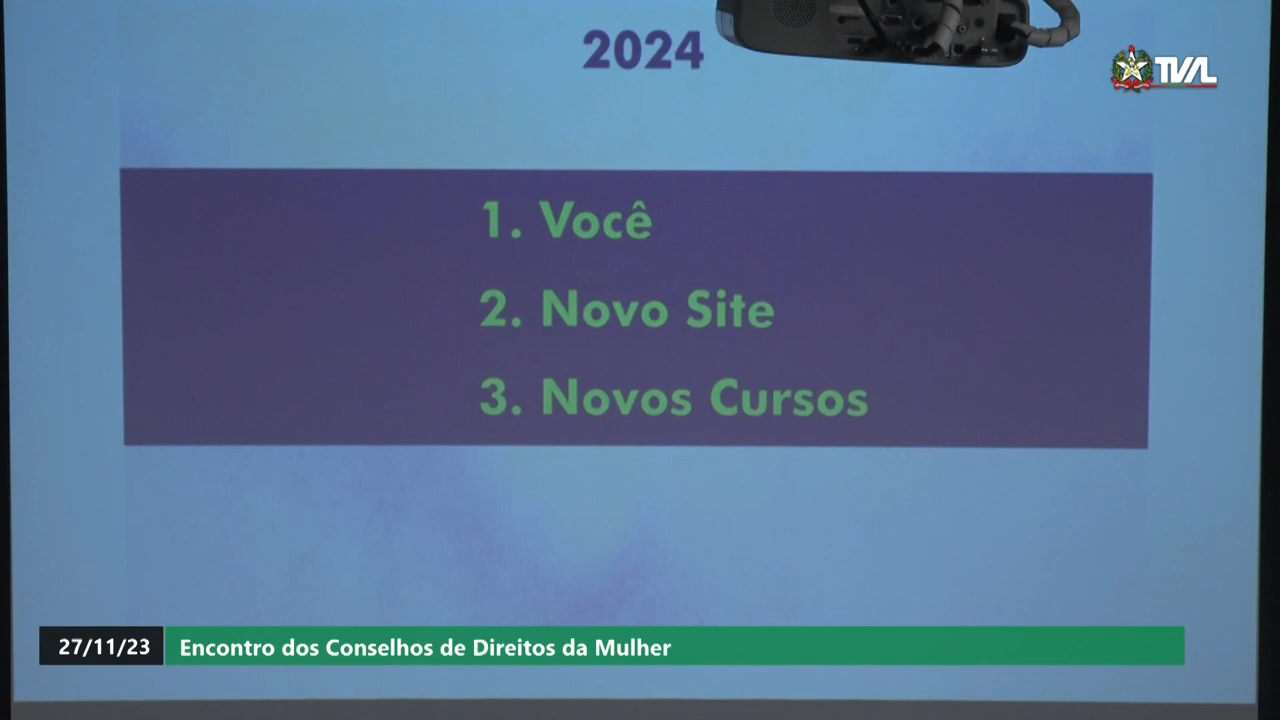 2024
TVAL
1. Você
2. Novo Site
3. Novos Cursos
27/11/23
Encontro dos Conselhos de Direitos da Mulher